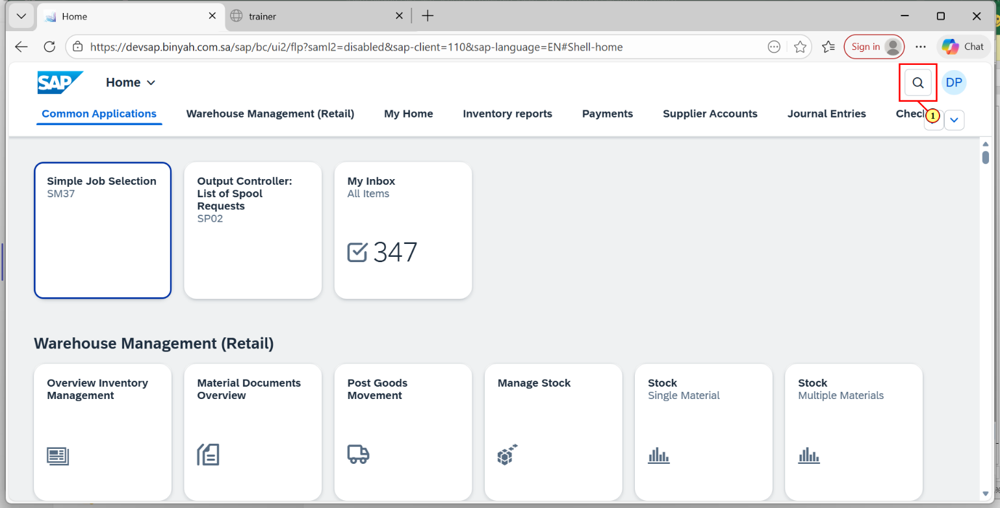 Home
trainer
https://devsap.binyah.com.sa/sap/bc/ui2/flp?saml2=disabled&sap-client=110&sap-language=EN#Shell-home
Sign in
Chat
SAP
Home
DP
Common Applications
Warehouse Management (Retail)
My Home
Inventory reports
Payments
Supplier Accounts
Journal Entries
Chec
1
Simple Job Selection
SM37
Output Controller:
List of Spool
Requests
SP02
My Inbox
All Items
347
Warehouse Management (Retail)
Overview Inventory
Management
Material Documents
Overview
Post Goods
Movement
Manage Stock
Stock
Single Material
Stock
Multiple Materials